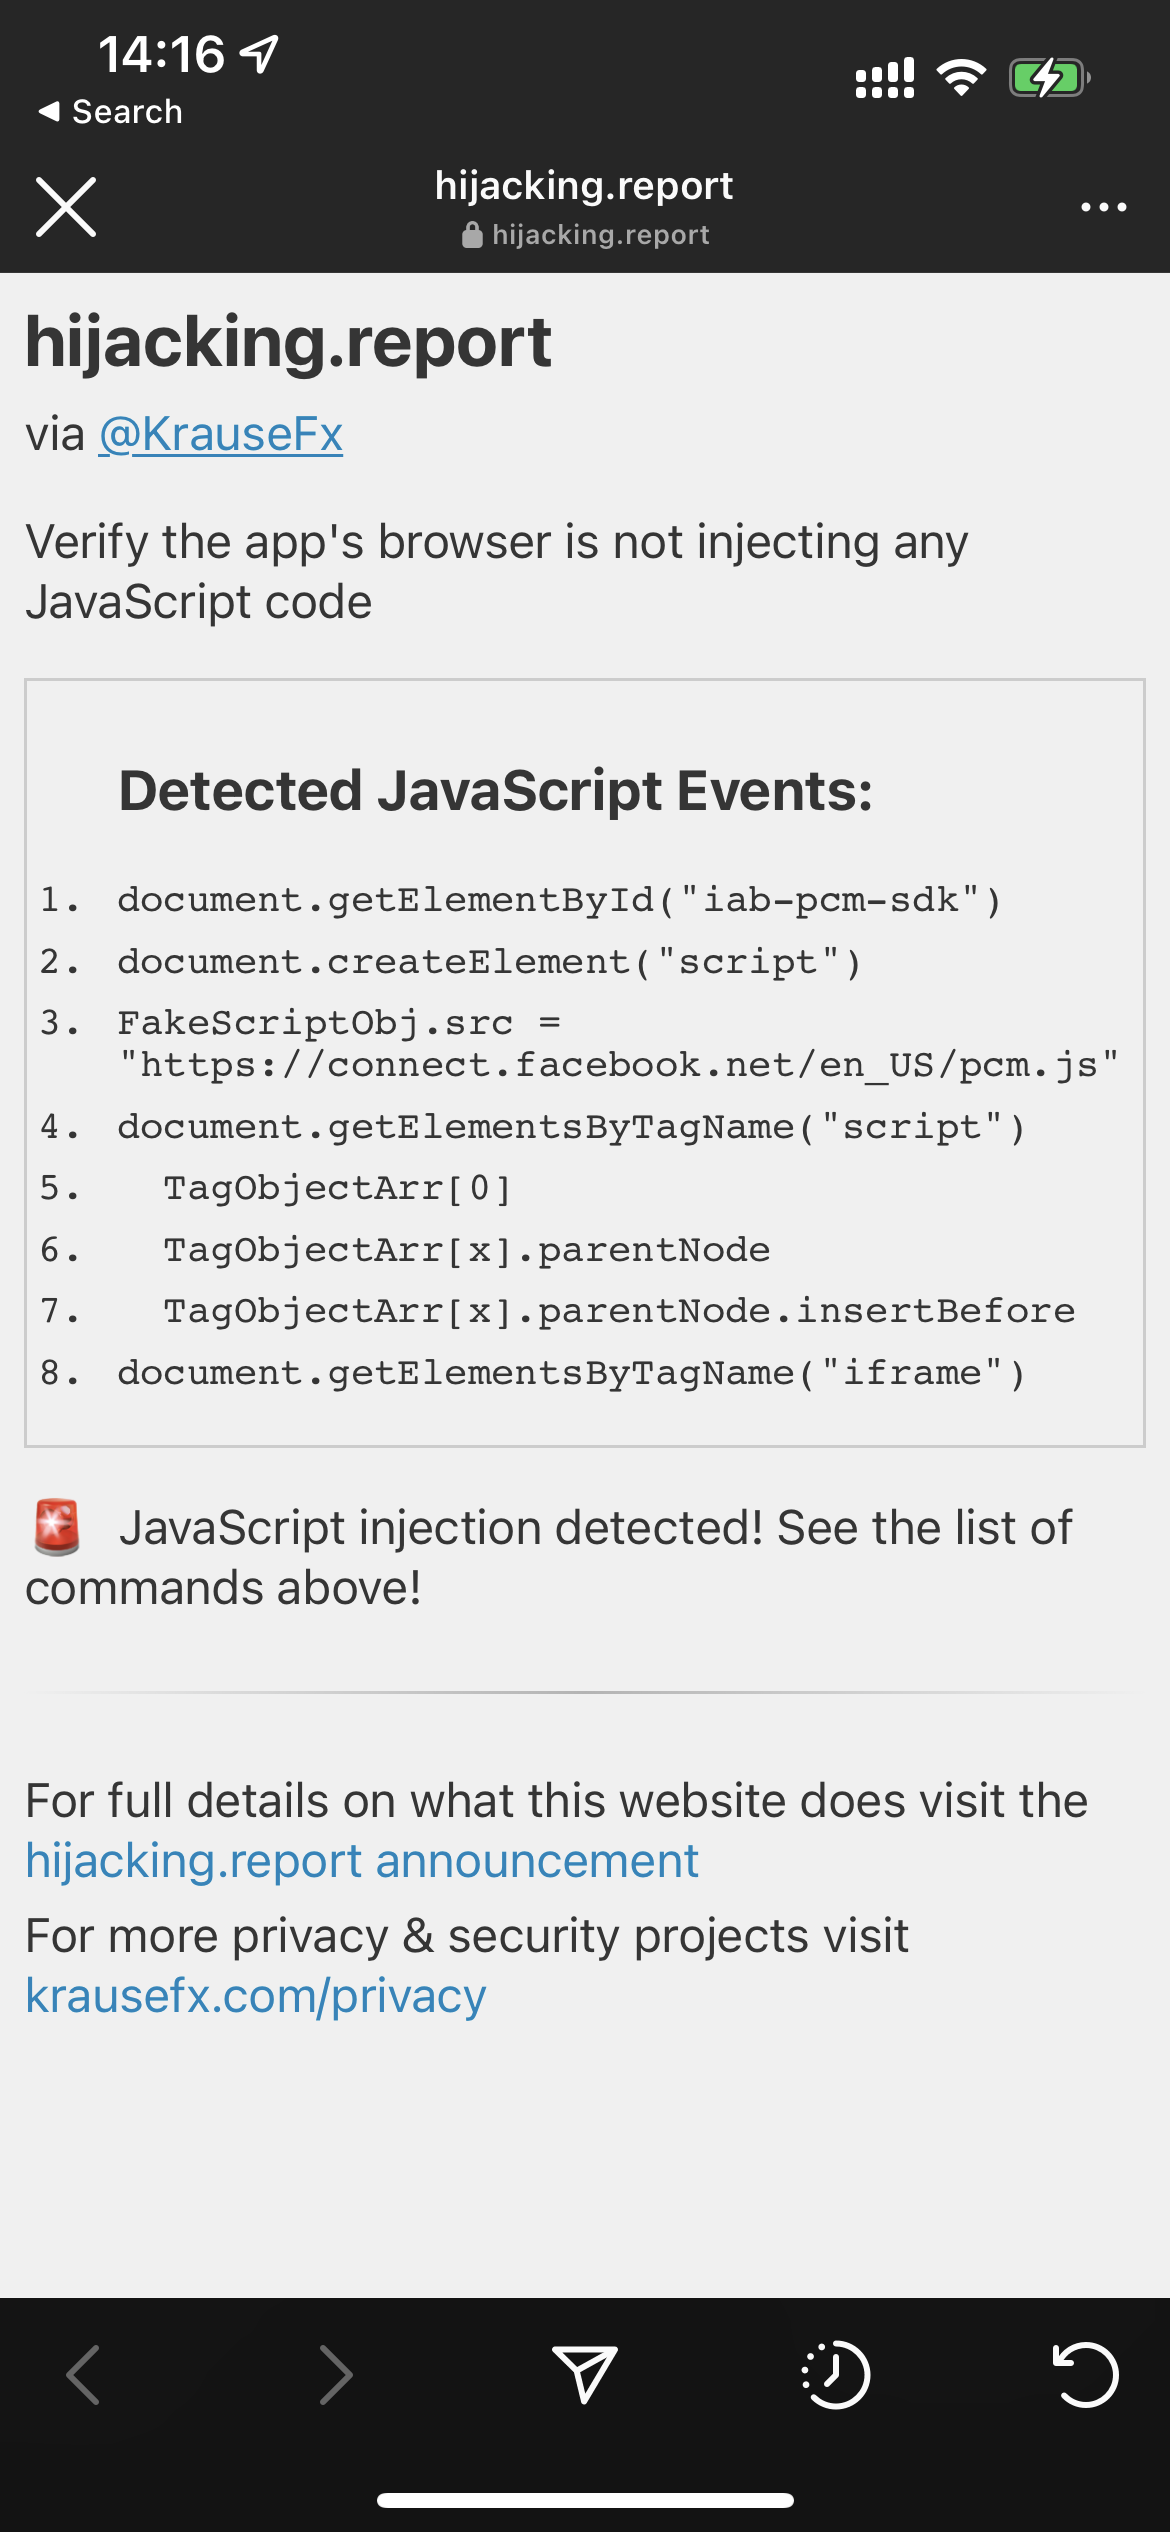 14:16
◀ Search
hijacking.report
hijacking.report
hijacking.report
via @KrauseFx
Verify the app's browser is not injecting any
JavaScript code
Detected JavaScript Events:
1. document.getElementById("iab-pcm-sdk")
2. document.createElement("script")
3. FakeScriptObj.src =
"https://connect.facebook.net/en_US/pcm.js"
4. document.getElementsByTagName("script")
5. TagObjectArr[0]
6. TagObjectArr[x].parentNode
7. TagObjectArr[x].parentNode.insertBefore
8. document.getElementsByTagName("iframe")
🚨 JavaScript injection detected! See the list of
commands above!
For full details on what this website does visit the
hijacking.report announcement
For more privacy & security projects visit
krausefx.com/privacy